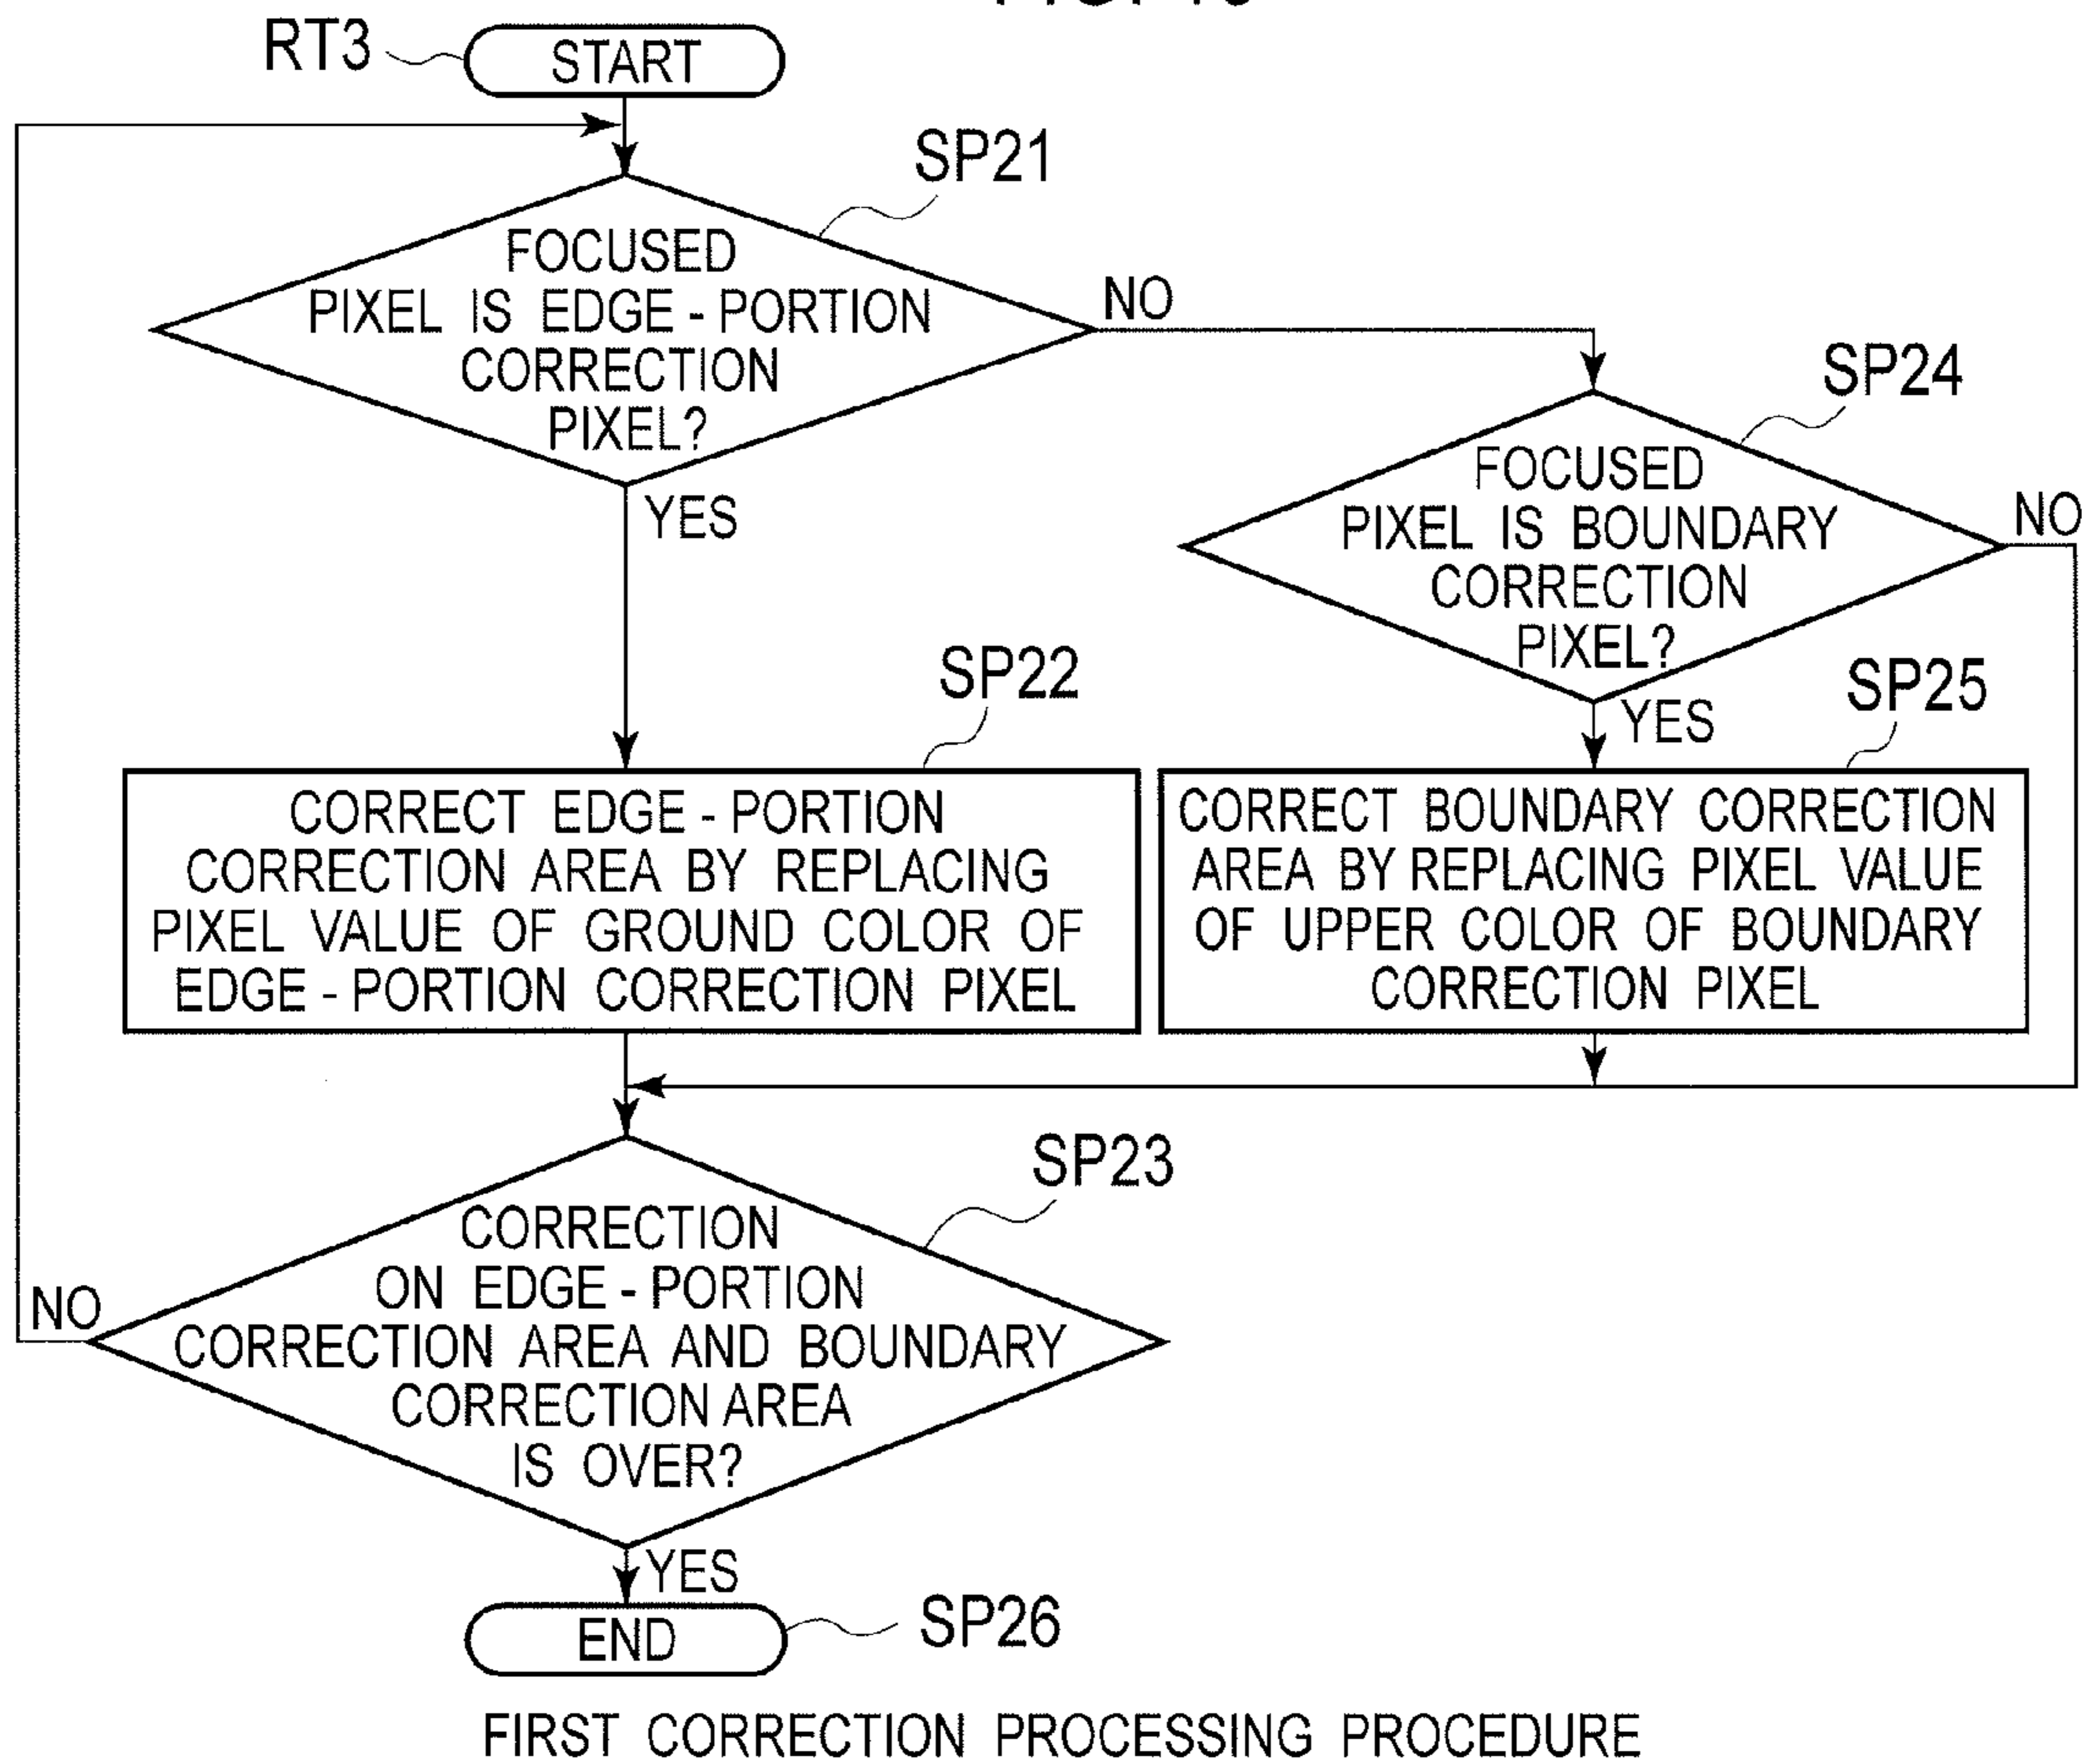 RT3
START
SP21
FOCUSED
PIXEL IS EDGE - PORTION
CORRECTION
PIXEL?
NO
YES
SP24
FOCUSED
PIXEL IS BOUNDARY
CORRECTION
PIXEL?
NO
YES
SP22
CORRECT EDGE - PORTION
CORRECTION AREA BY REPLACING
PIXEL VALUE OF GROUND COLOR OF
EDGE - PORTION CORRECTION PIXEL
SP25
CORRECT BOUNDARY CORRECTION
AREA BY REPLACING PIXEL VALUE
OF UPPER COLOR OF BOUNDARY
CORRECTION PIXEL
SP23
CORRECTION
ON EDGE - PORTION
CORRECTION AREA AND BOUNDARY
CORRECTION AREA
IS OVER?
NO
YES
END
SP26
FIRST CORRECTION PROCESSING PROCEDURE